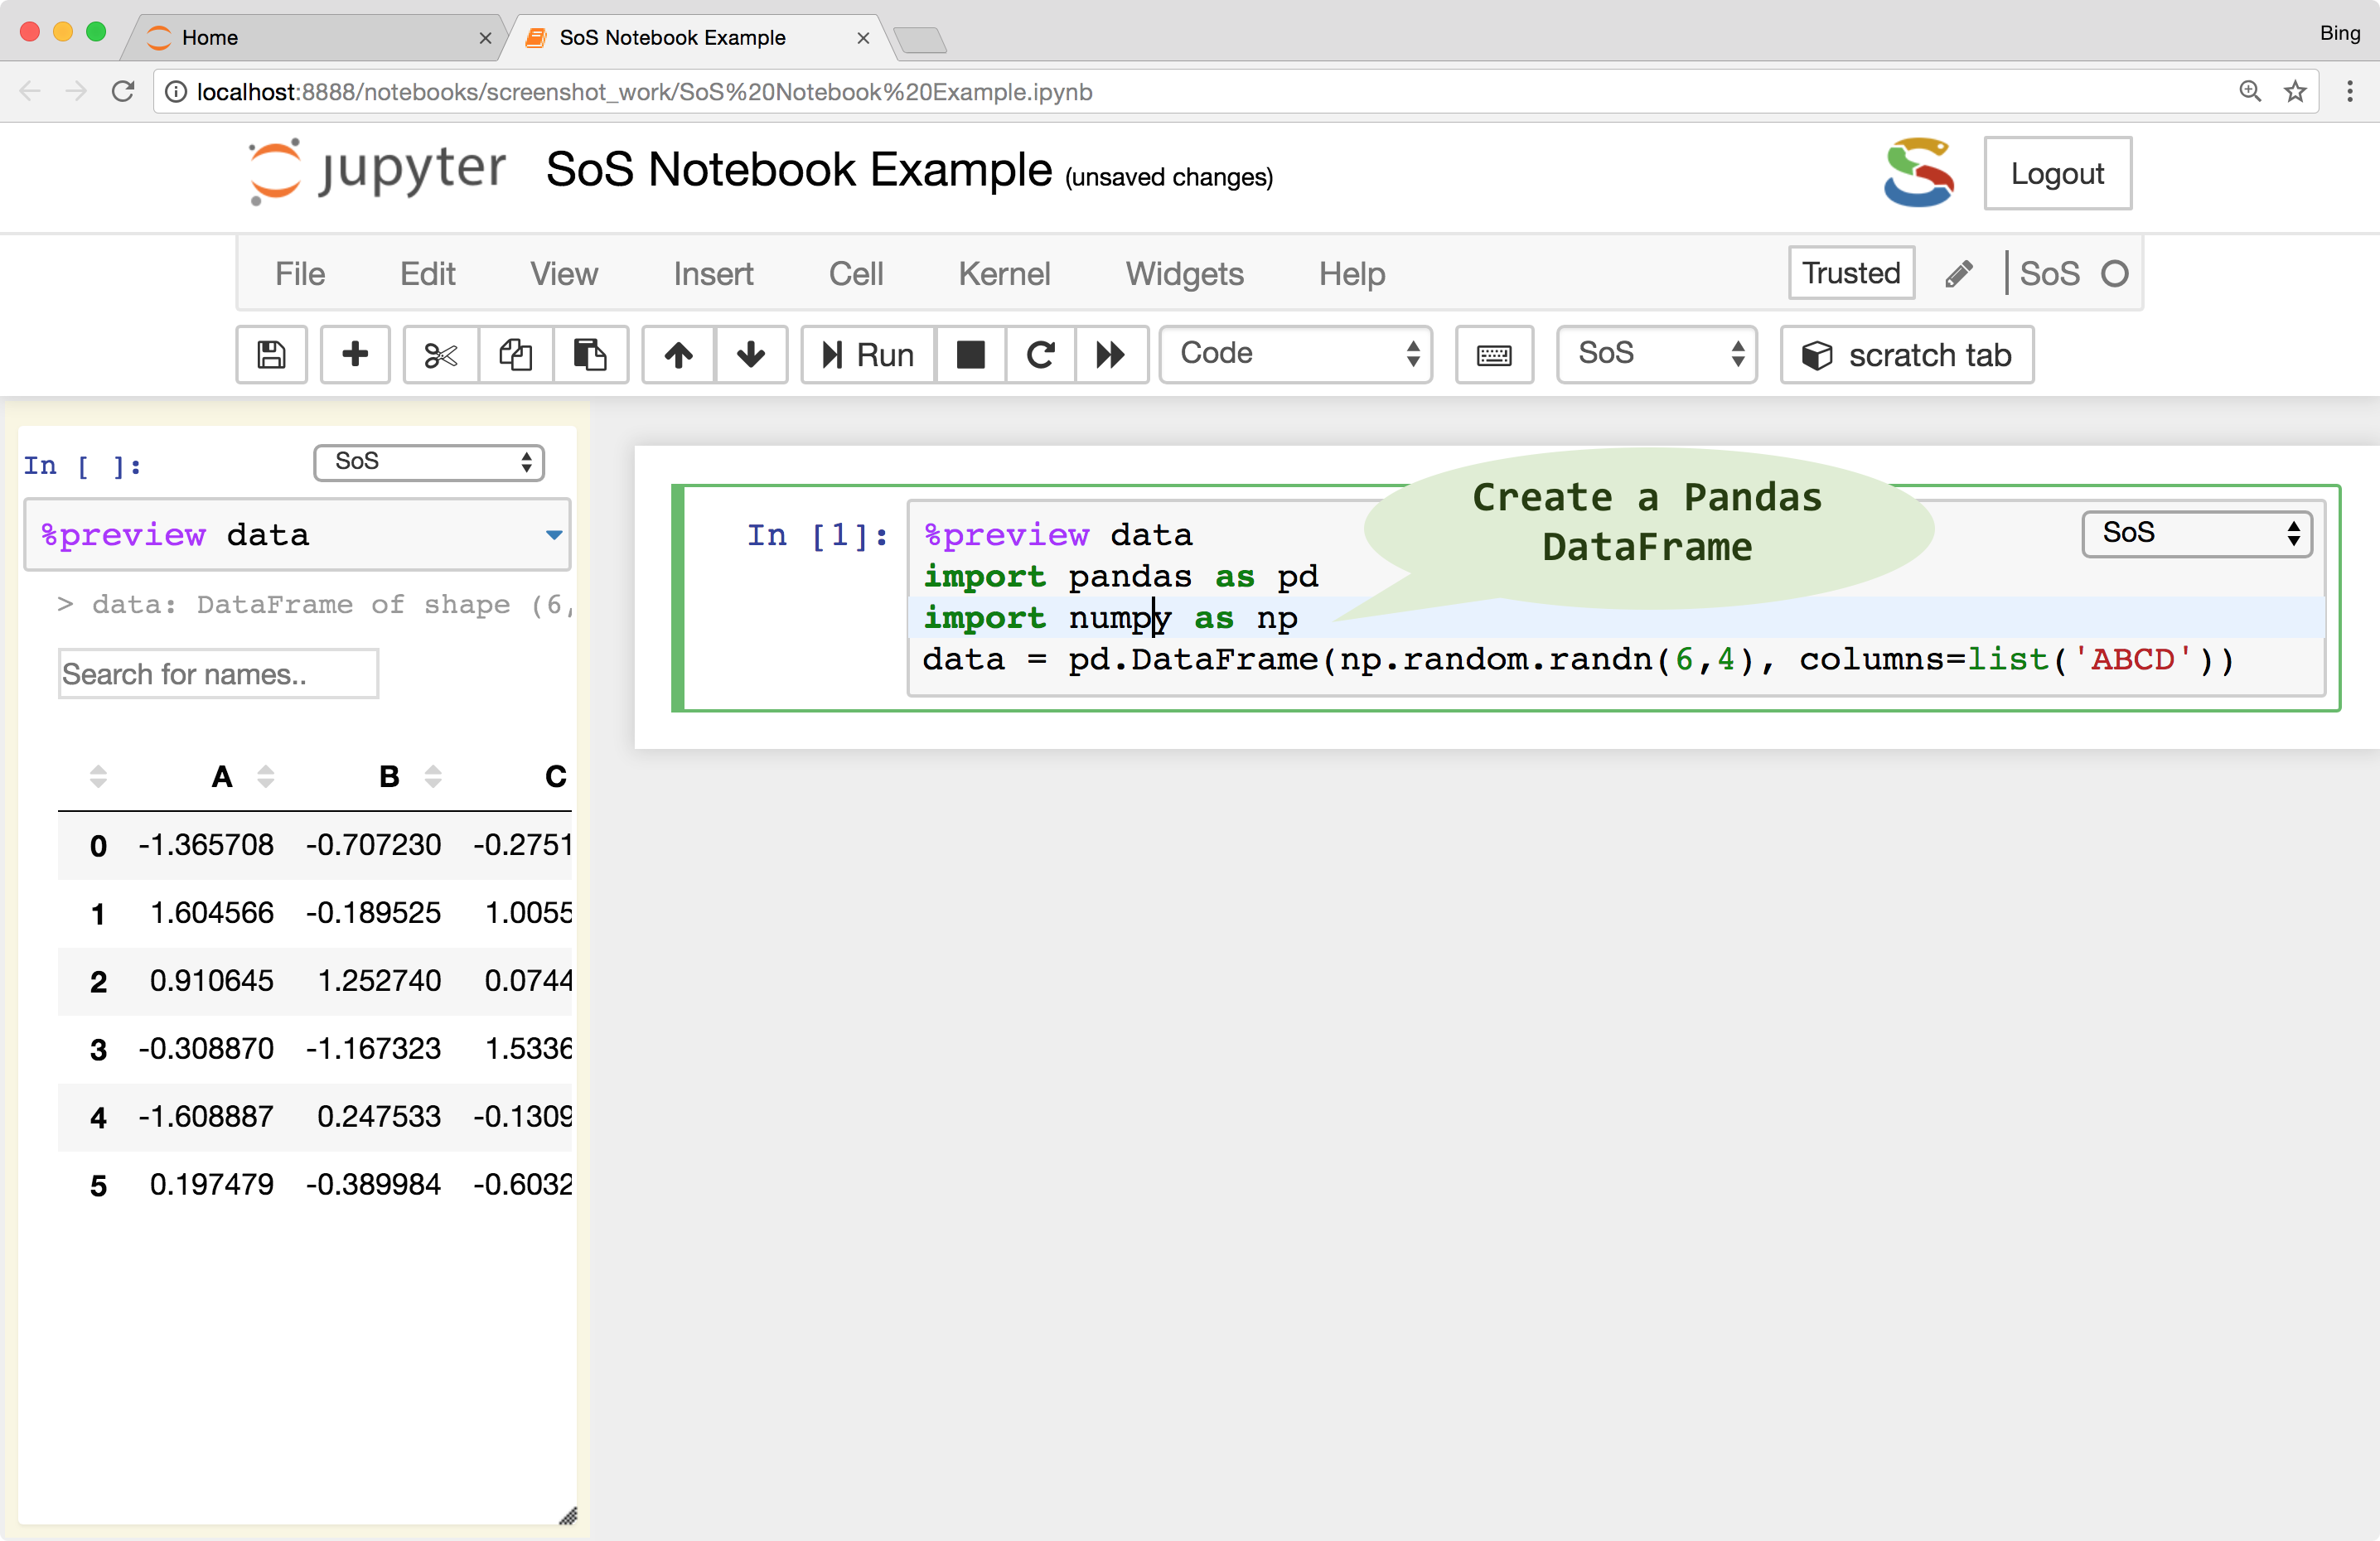 Home
SoS Notebook Example
Bing
localhost:8888/notebooks/screenshot_work/SoS%20Notebook%20Example.ipynb
jupyter SoS Notebook Example (unsaved changes)
Logout
File Edit View Insert Cell Kernel Widgets Help Trusted SoS
Run Code SoS scratch tab
In [ ]: SoS
%preview data
> data: DataFrame of shape (6,
Search for names..
A B C
0 -1.365708 -0.707230 -0.2751
1 1.604566 -0.189525 1.0055
2 0.910645 1.252740 0.0744
3 -0.308870 -1.167323 1.5336
4 -1.608887 0.247533 -0.1309
5 0.197479 -0.389984 -0.6032
Create a Pandas
DataFrame
In [1]: %preview data
SoS
import pandas as pd
import numpy as np
data = pd.DataFrame(np.random.randn(6,4), columns=list('ABCD'))